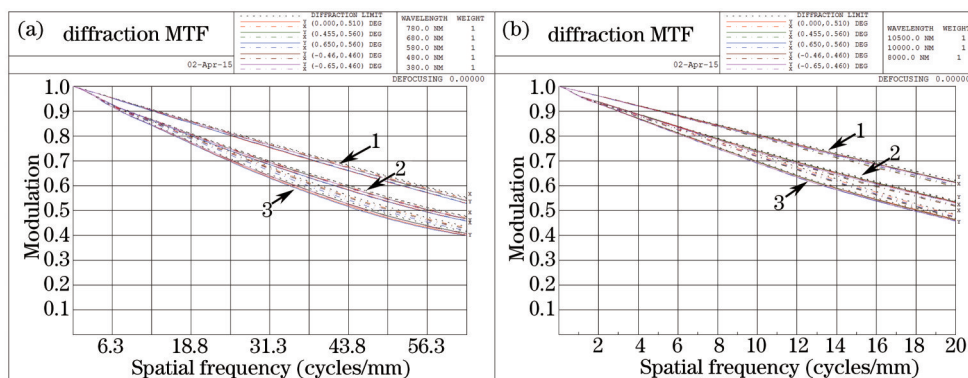 (a) diffraction MTF
DIFFRACTION LIMIT
Y X (0.000,0.510) DEG
Y X (0.455,0.560) DEG
Y X (0.650,0.560) DEG
Y X (-0.46,0.460) DEG
Y X (-0.65,0.460) DEG
02-Apr-15
WAVELENGTH WEIGHT
780.0 NM 1
680.0 NM 1
580.0 NM 1
480.0 NM 1
380.0 NM 1
DEFOCUSING 0.00000
Modulation
1.0
0.9
0.8
0.7
0.6
0.5
0.4
0.3
0.2
0.1
1
2
3
X
Y
X
X
Y
6.3 18.8 31.3 43.8 56.3
Spatial frequency (cycles/mm)
(b) diffraction MTF
DIFFRACTION LIMIT
Y X (0.000,0.510) DEG
Y X (0.455,0.560) DEG
Y X (0.650,0.560) DEG
Y X (-0.46,0.460) DEG
Y X (-0.65,0.460) DEG
02-Apr-15
WAVELENGTH WEIGHT
10500.0 NM 1
10000.0 NM 1
8000.0 NM 1
DEFOCUSING 0.00000
Modulation
1.0
0.9
0.8
0.7
0.6
0.5
0.4
0.3
0.2
0.1
1
2
3
Y
Y
X
X
Y
2 4 6 8 10 12 14 16 18 20
Spatial frequency (cycles/mm)